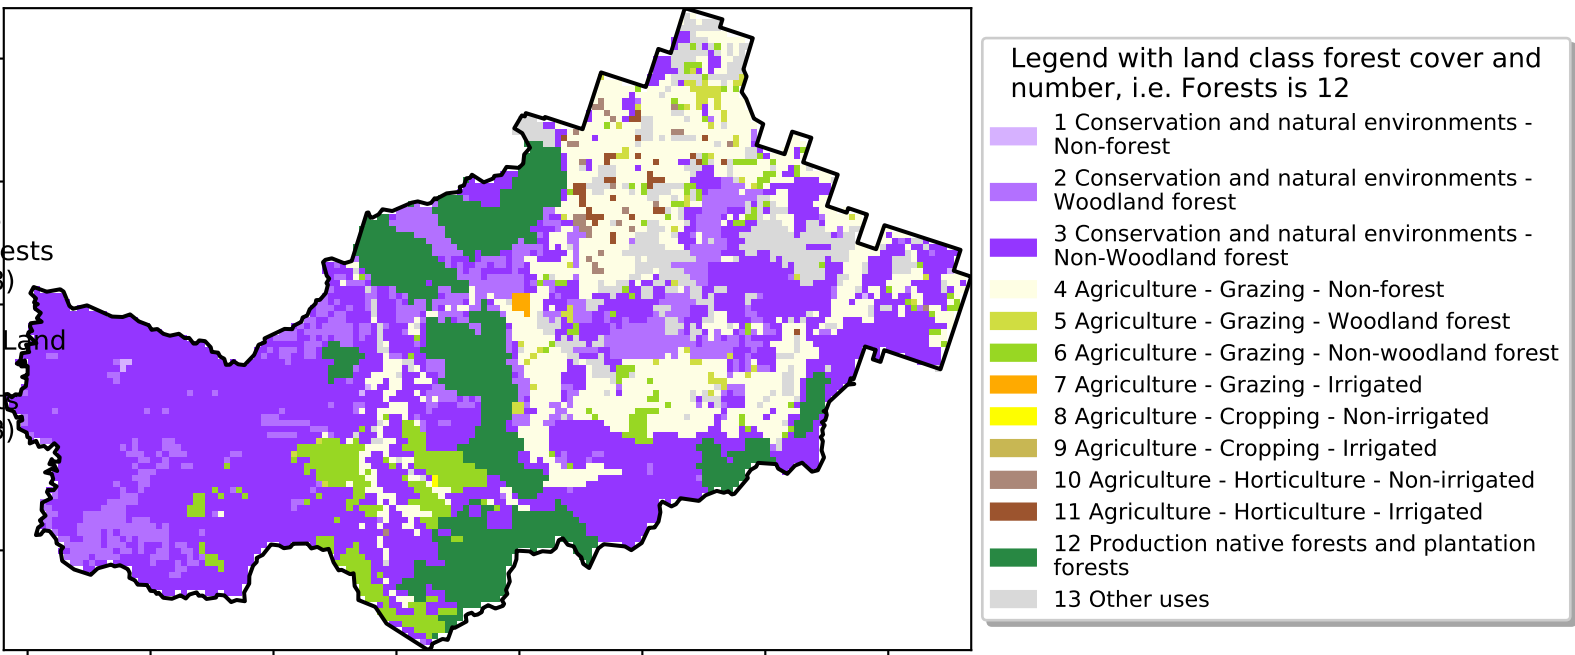 Legend with land class forest cover and
number, i.e. Forests is 12
1 Conservation and natural environments -
Non-forest
2 Conservation and natural environments -
Woodland forest
3 Conservation and natural environments -
Non-Woodland forest
4 Agriculture - Grazing - Non-forest
5 Agriculture - Grazing - Woodland forest
6 Agriculture - Grazing - Non-woodland forest
7 Agriculture - Grazing - Irrigated
8 Agriculture - Cropping - Non-irrigated
9 Agriculture - Cropping - Irrigated
10 Agriculture - Horticulture - Non-irrigated
11 Agriculture - Horticulture - Irrigated
12 Production native forests and plantation
forests
13 Other uses
ests
Land